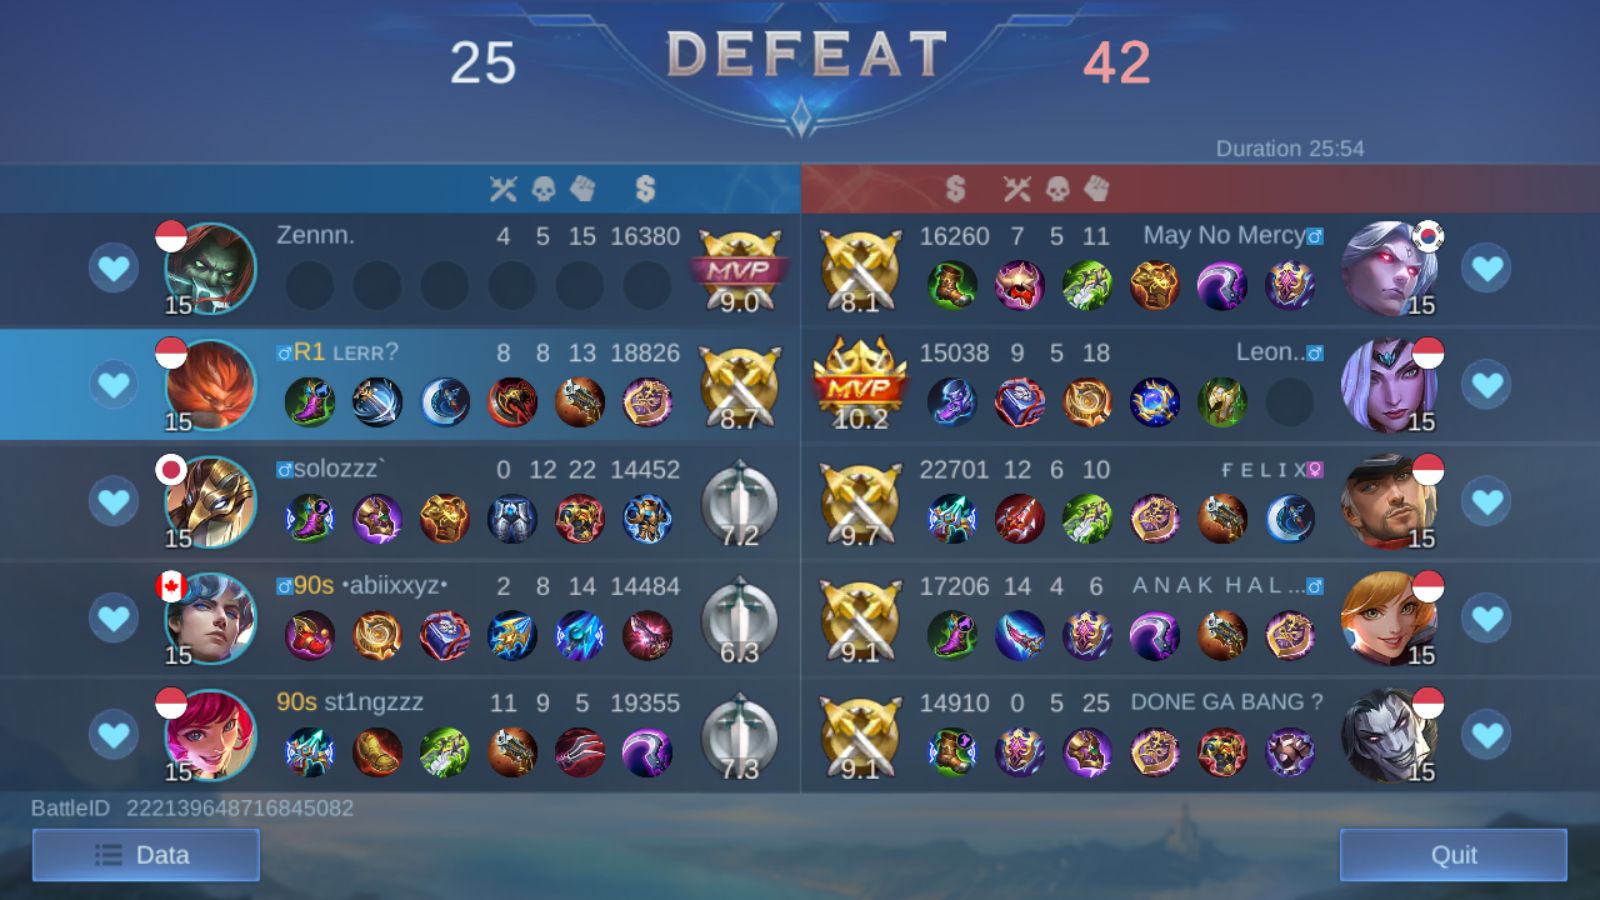 25 DEFEAT 42
Duration 25:54
Zennn. 4 5 15 16380 MVP 9.0
15
16260 7 5 11 May No Mercy♂ 8.1
15
♂R1 ʟᴇʀʀ? 8 8 13 18826 8.7
15
15038 9 5 18 Leon..♂ MVP 10.2
15
♂solozzz` 0 12 22 14452 7.2
15
22701 12 6 10 ғ ᴇ ʟ ɪ x♀ 9.7
15
♂90s •abiixxyz• 2 8 14 14484 6.3
15
17206 14 4 6 A N A K H A L ...♂ 9.1
15
90s st1ngzzz 11 9 5 19355 7.3
15
14910 0 5 25 DONE GA BANG ? 9.1
15
BattleID 222139648716845082
Data
Quit